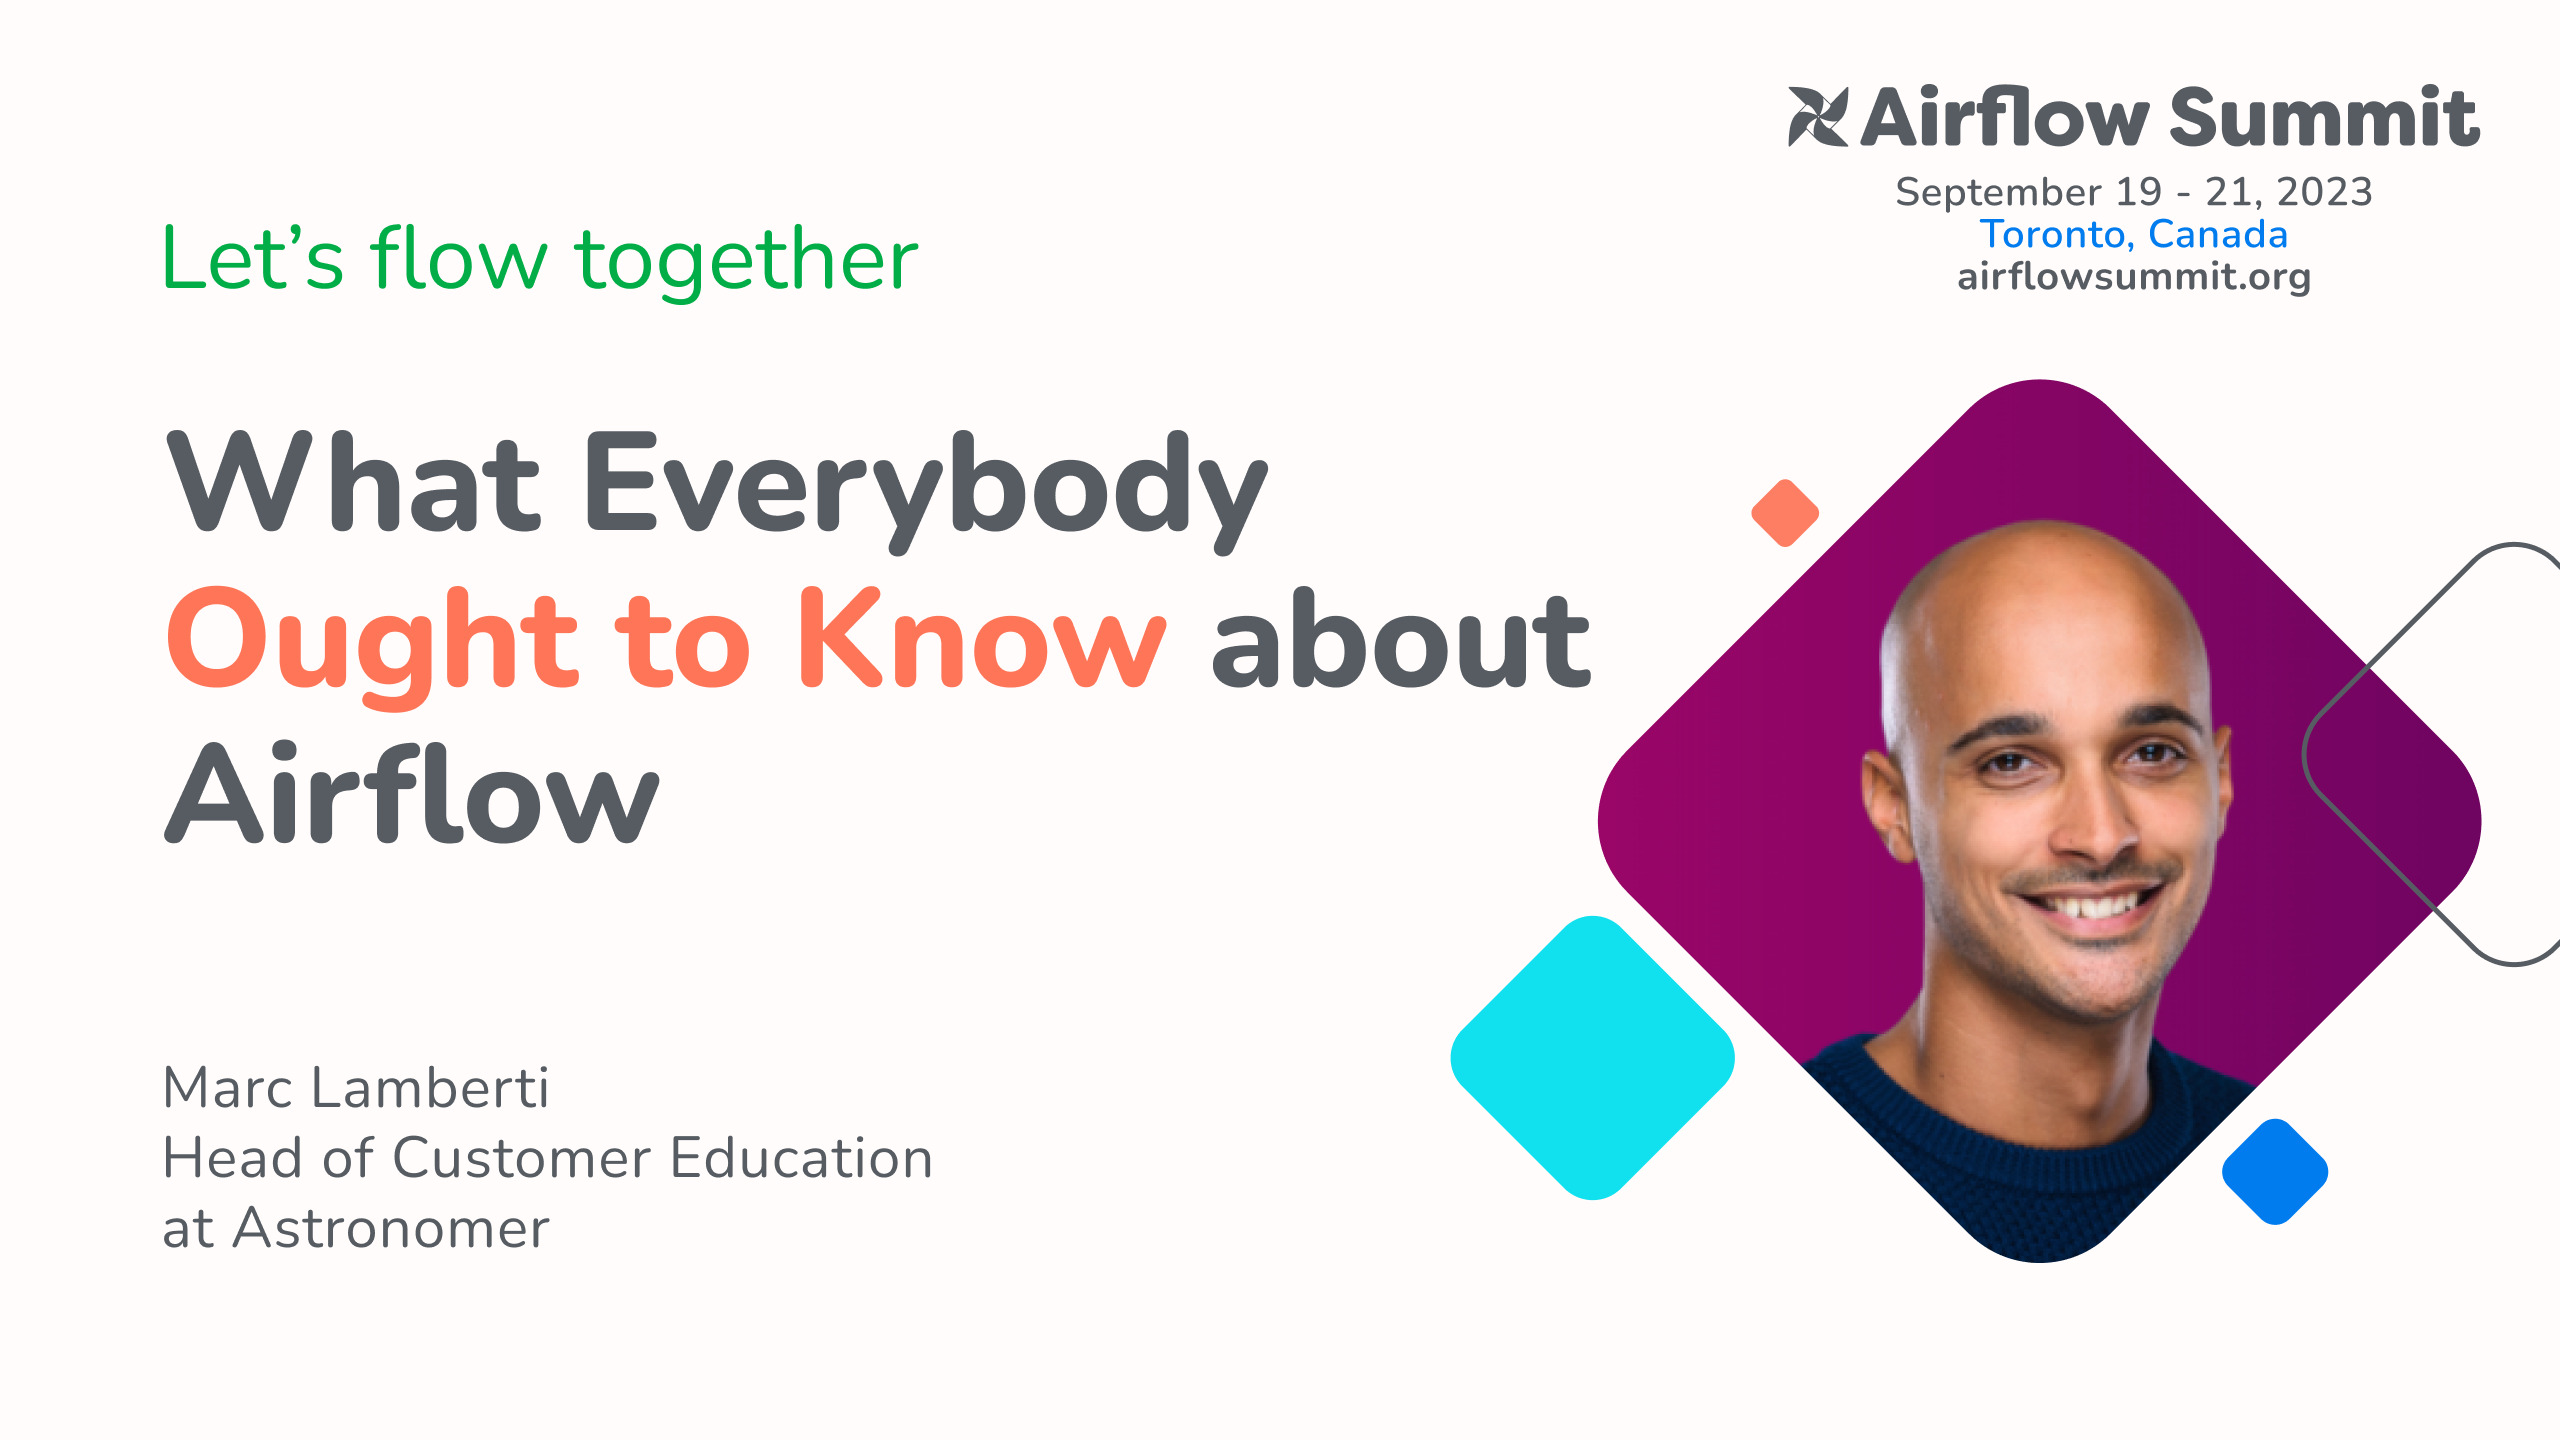 Airflow Summit
September 19 - 21, 2023
Toronto, Canada
airflowsummit.org
Let’s flow together
What Everybody
Ought to Know about
Airflow
Marc Lamberti
Head of Customer Education
at Astronomer